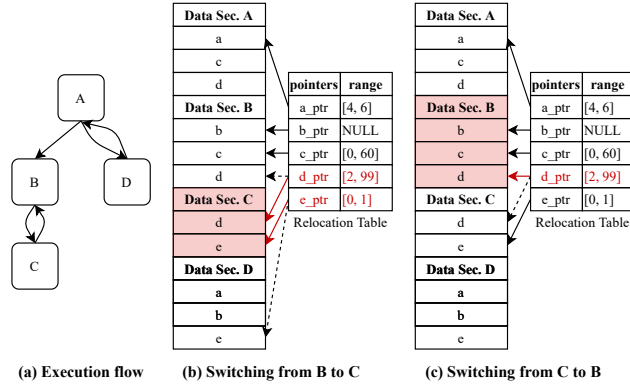 A
B
D
C
(a) Execution flow
Data Sec. A
a
c
d
Data Sec. B
b
c
d
Data Sec. C
d
e
Data Sec. D
a
b
e
pointers range
a_ptr [4, 6]
b_ptr NULL
c_ptr [0, 60]
d_ptr [2, 99]
e_ptr [0, 1]
Relocation Table
(b) Switching from B to C
Data Sec. A
a
c
d
Data Sec. B
b
c
d
Data Sec. C
d
e
Data Sec. D
a
b
e
pointers range
a_ptr [4, 6]
b_ptr NULL
c_ptr [0, 60]
d_ptr [2, 99]
e_ptr [0, 1]
Relocation Table
(c) Switching from C to B